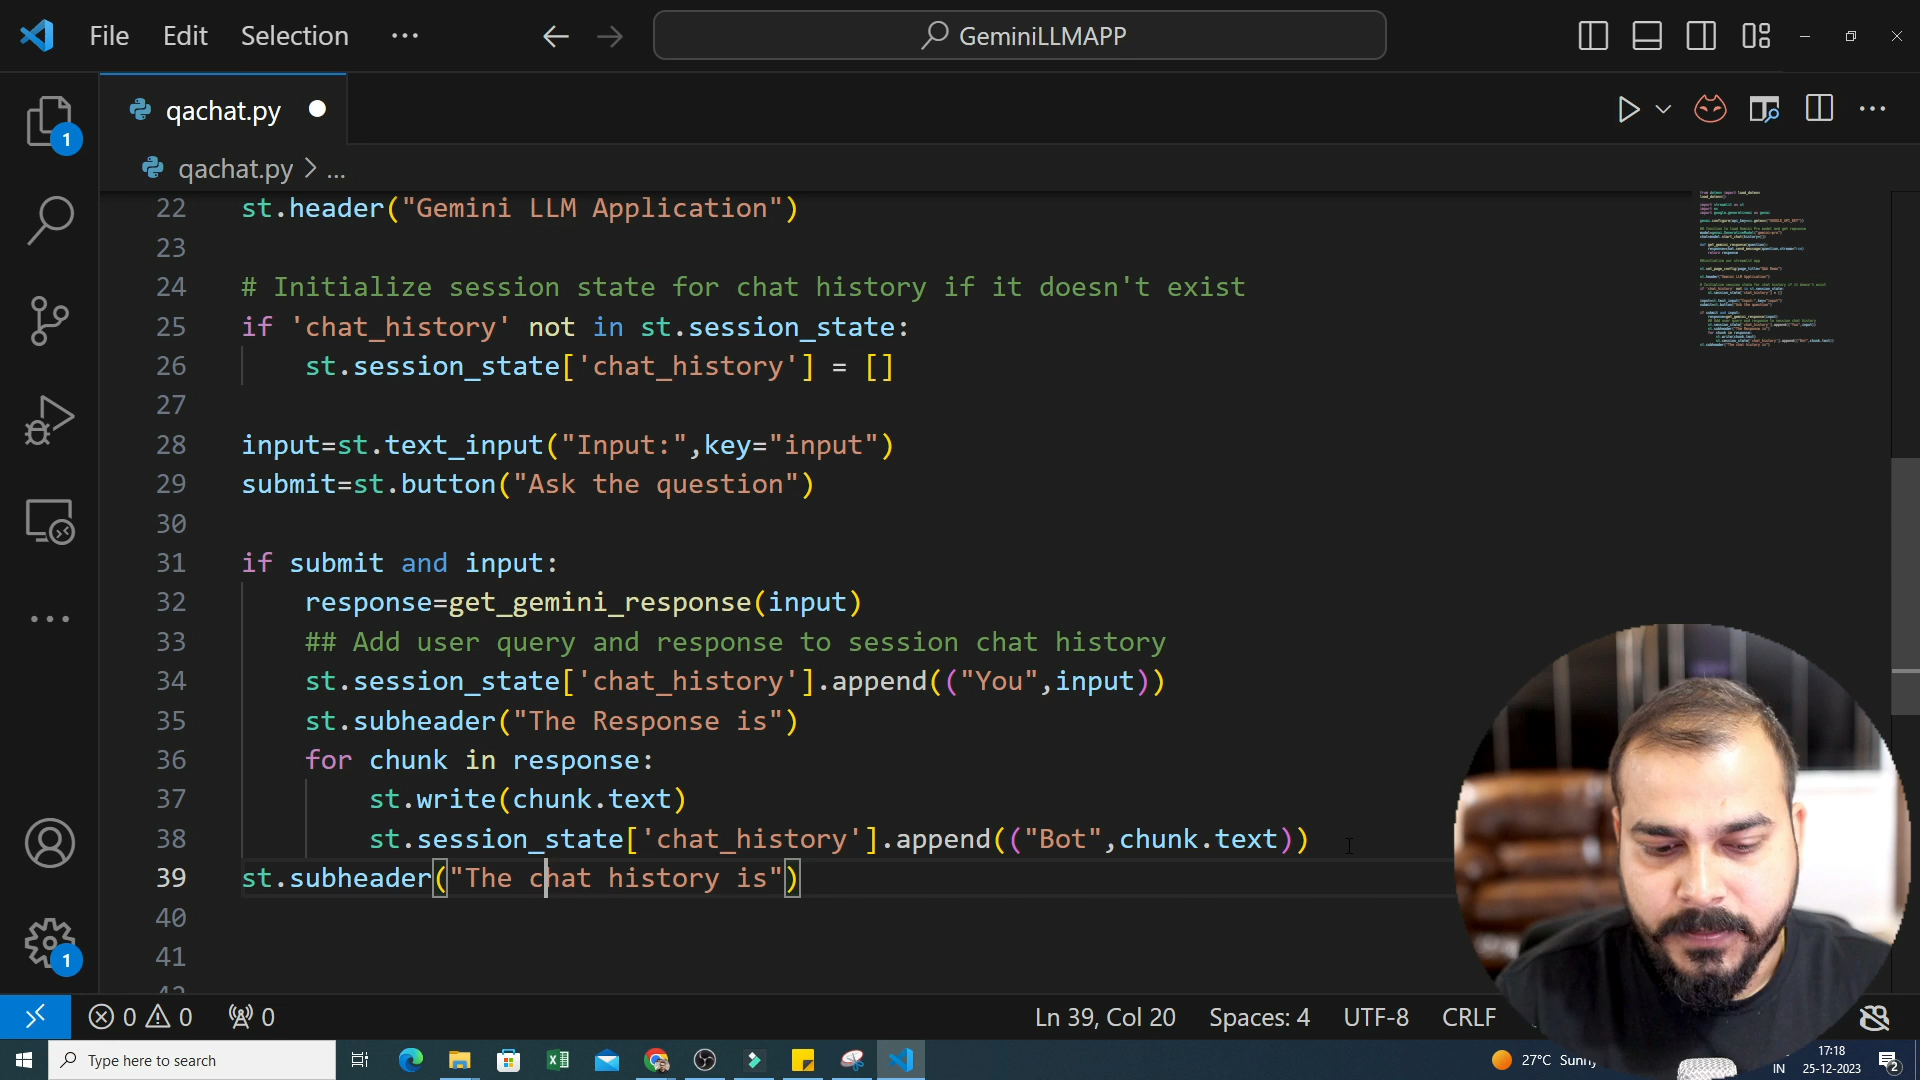 File Edit Selection ...
GeminiLLMAPP
qachat.py
1
qachat.py > ...
22 st.header("Gemini LLM Application")
23
24 # Initialize session state for chat history if it doesn't exist
25 if 'chat_history' not in st.session_state:
26 st.session_state['chat_history'] = []
27
28 input=st.text_input("Input:",key="input")
29 submit=st.button("Ask the question")
30
31 if submit and input:
32 response=get_gemini_response(input)
33 ## Add user query and response to session chat history
34 st.session_state['chat_history'].append(("You",input))
35 st.subheader("The Response is")
36 for chunk in response:
37 st.write(chunk.text)
38 st.session_state['chat_history'].append(("Bot",chunk.text))
39 st.subheader("The chat history is")
40
41
1
0 0 0
Ln 39, Col 20 Spaces: 4 UTF-8 CRLF
Type here to search
27°C
IN
17:18
25-12-2023
2